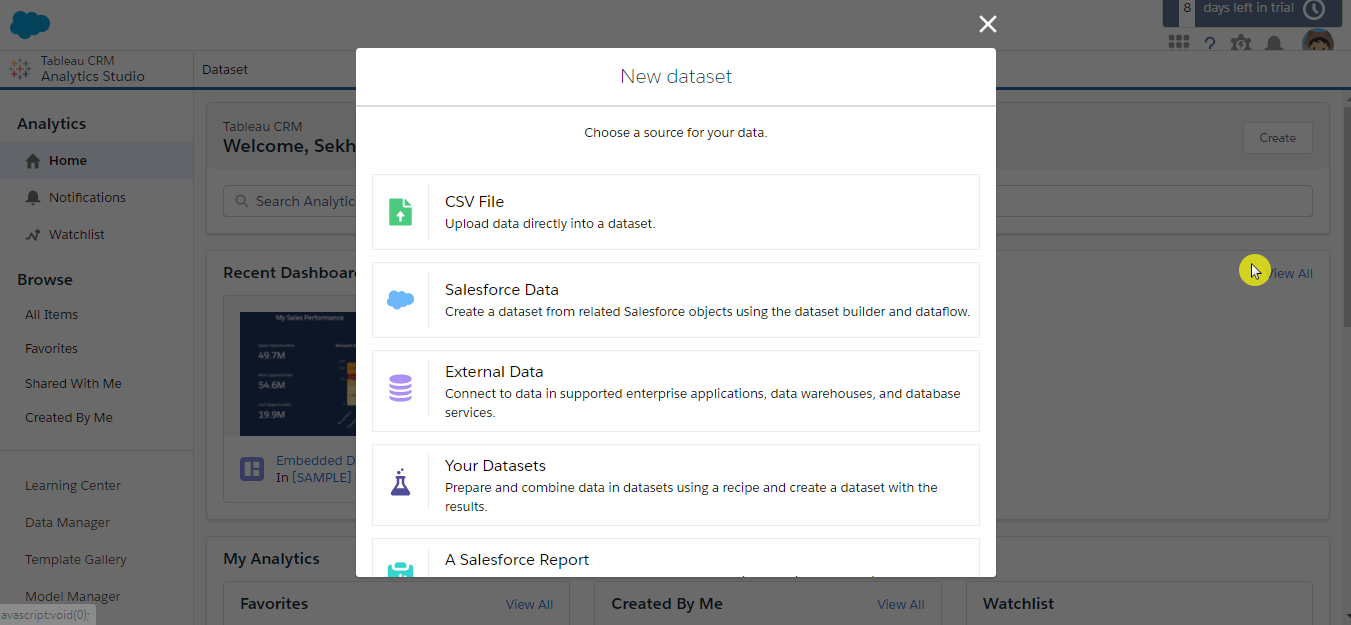 8 days left in trial
Tableau CRM
Analytics Studio
Dataset
Analytics
Home
Notifications
Watchlist
Browse
All Items
Favorites
Shared With Me
Created By Me
Learning Center
Data Manager
Template Gallery
Model Manager
Tableau CRM
Welcome, Sekh
Create
Search Analytic
Recent Dashboar
View All
My Sales Performance
49.7M
54.6M
19.9M
Embedded D
In [SAMPLE]
My Analytics
Favorites
View All
Created By Me
View All
Watchlist
New dataset
Choose a source for your data.
CSV File
Upload data directly into a dataset.
Salesforce Data
Create a dataset from related Salesforce objects using the dataset builder and dataflow.
External Data
Connect to data in supported enterprise applications, data warehouses, and database
services.
Your Datasets
Prepare and combine data in datasets using a recipe and create a dataset with the
results.
A Salesforce Report
avascript:void(0);